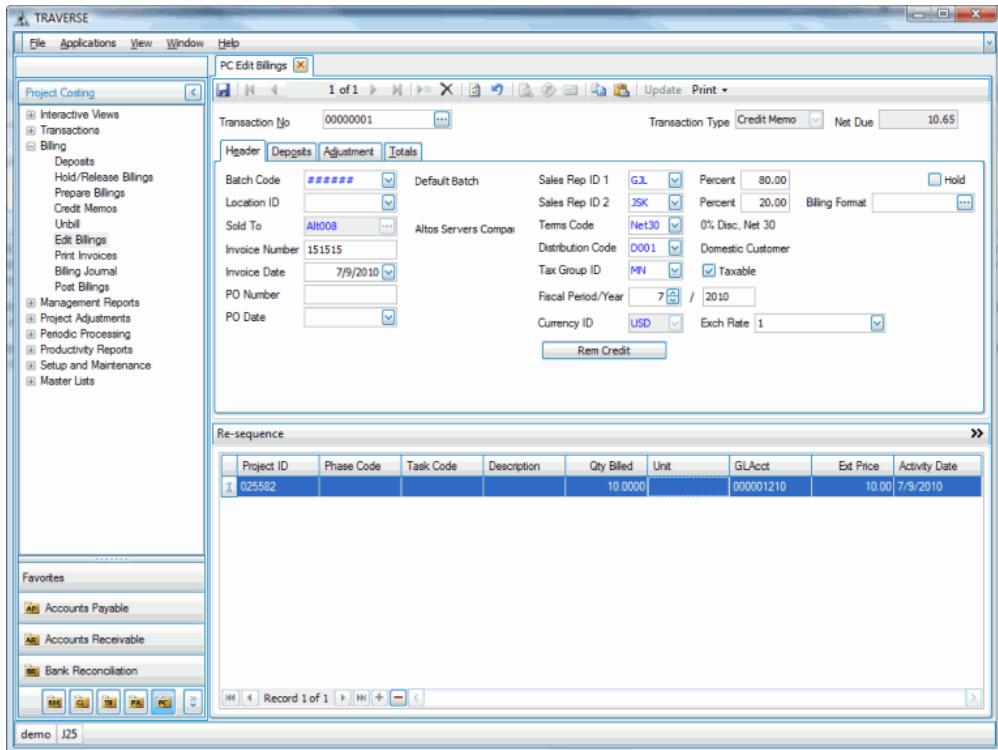 TRAVERSE
File Applications View Window Help
PC Edit Billings
Project Costing
1 of 1 Update Print
Interactive Views
Transactions
Billing
Deposits
Hold/Release Billings
Prepare Billings
Credit Memos
Unbill
Edit Billings
Print Invoices
Billing Journal
Post Billings
Management Reports
Project Adjustments
Periodic Processing
Productivity Reports
Setup and Maintenance
Master Lists
Transaction No 00000001 Transaction Type Credit Memo Net Due 10.65
Header Deposits Adjustment Totals
Batch Code ###### Default Batch Sales Rep ID 1 GJL Percent 80.00 Hold
Location ID Sales Rep ID 2 JSK Percent 20.00 Billing Format
Sold To Alt008 Altos Servers Compai Terms Code Net30 0% Disc, Net 30
Invoice Number 151515 Distribution Code D001 Domestic Customer
Invoice Date 7/9/2010 Tax Group ID MN Taxable
PO Number Fiscal Period/Year 7 / 2010
PO Date Currency ID USD Exch Rate 1
Rem Credit
Re-sequence
Project ID Phase Code Task Code Description Qty Billed Unit GLAcct Ext Price Activity Date
025582 10.0000 000001210 10.00 7/9/2010
Record 1 of 1
Favorites
AP Accounts Payable
AR Accounts Receivable
BR Bank Reconciliation
GL PA PC
demo J25